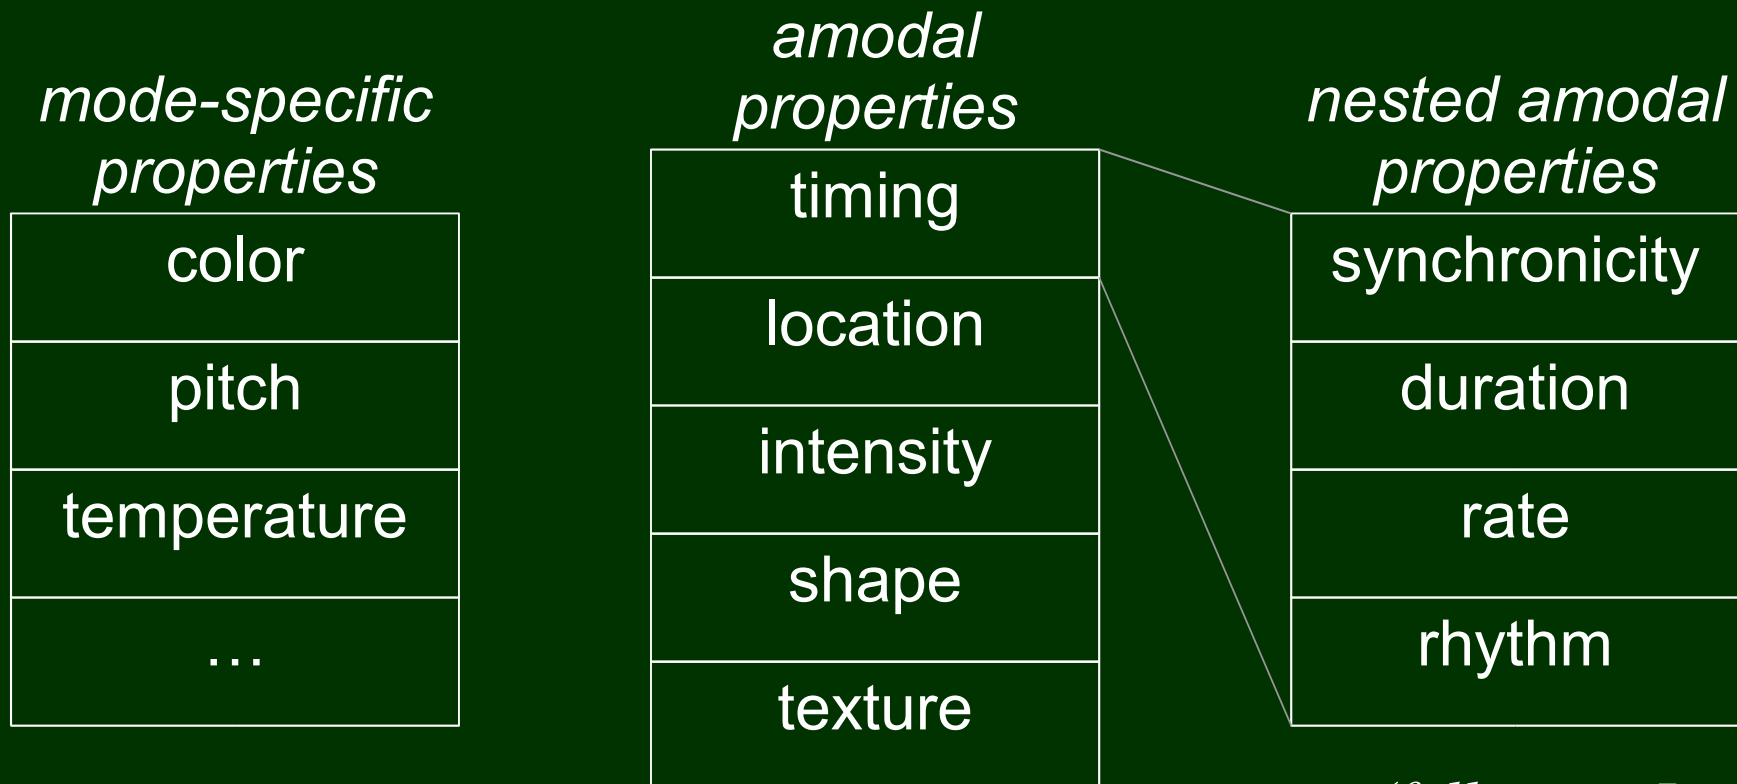 mode-specific
properties
color
pitch
temperature
…
amodal
properties
timing
location
intensity
shape
texture
nested amodal
properties
synchronicity
duration
rate
rhythm